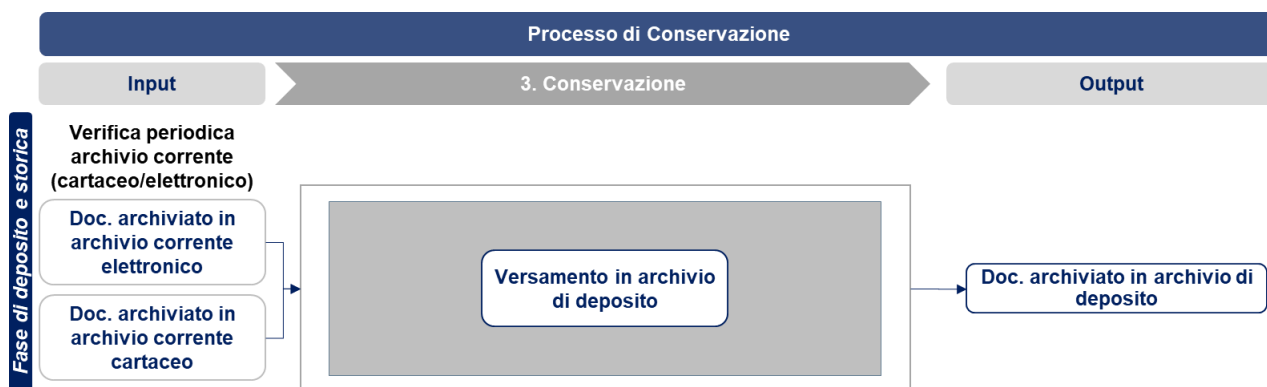 Processo di Conservazione
Input
3. Conservazione
Output
Fase di deposito e storica
Verifica periodica
archivio corrente
(cartaceo/elettronico)
Doc. archiviato in
archivio corrente
elettronico
Doc. archiviato in
archivio corrente
cartaceo
Versamento in archivio
di deposito
Doc. archiviato in archivio di
deposito